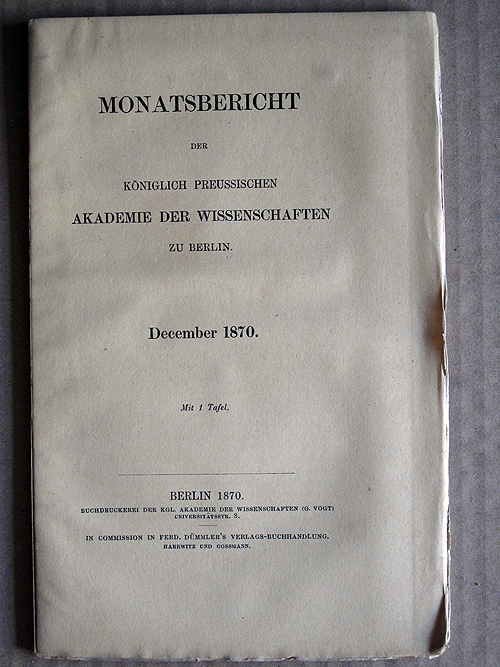 MONATSBERICHT
DER
KÖNIGLICH PREUSSISCHEN
AKADEMIE DER WISSENSCHAFTEN
ZU BERLIN.
December 1870.
Mit 1 Tafel.
BERLIN 1870.
BUCHDRUCKEREI DER KGL. AKADEMIE DER WISSENSCHAFTEN (G. VOGT)
UNIVERSITÄTSSTR. 8.
IN COMMISSION IN FERD. DÜMMLER'S VERLAGS-BUCHHANDLUNG.
HARRWITZ UND GOSSMANN.